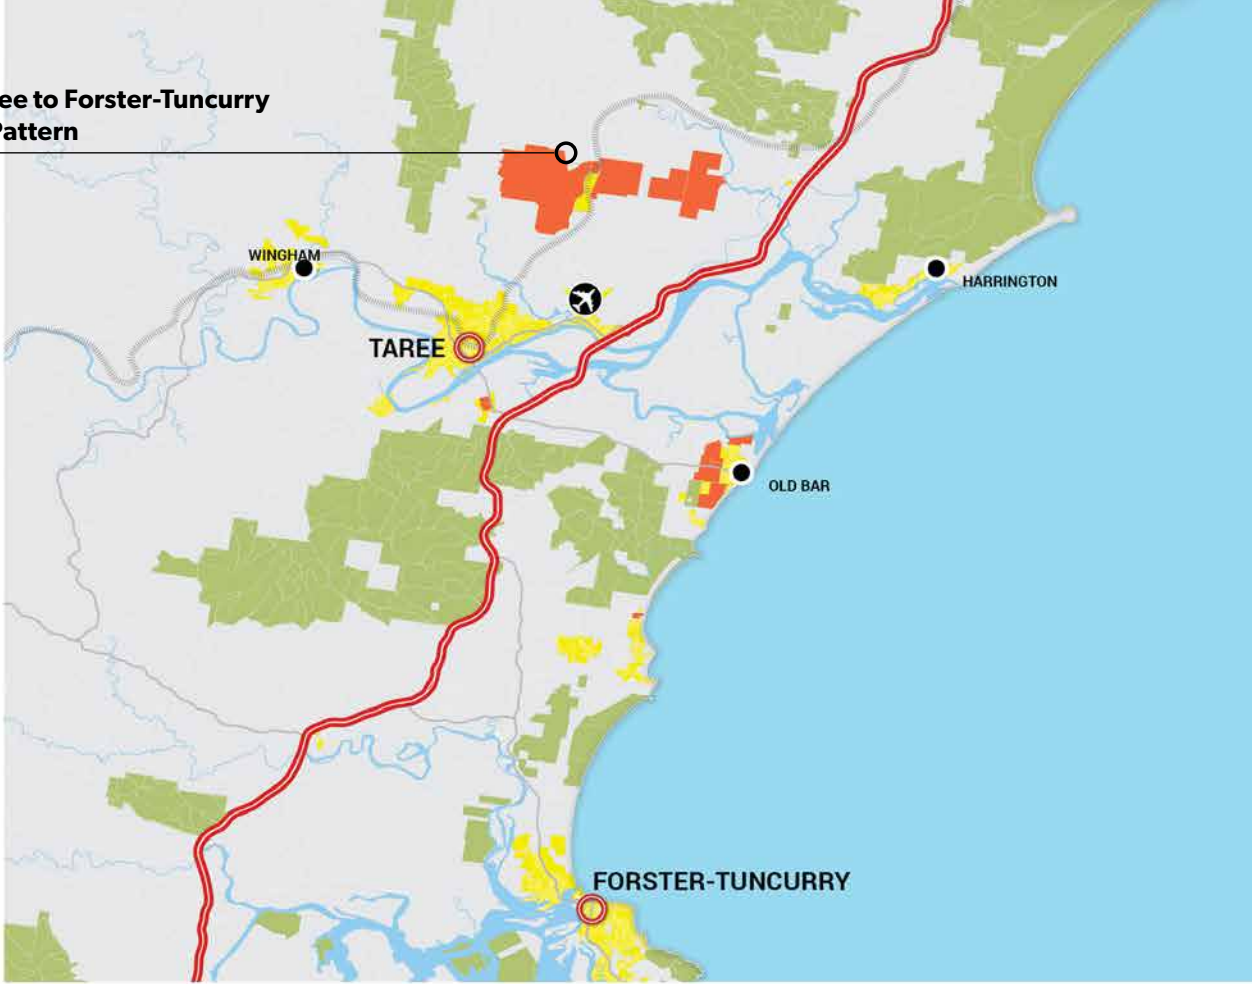 ee to Forster-Tuncurry
Pattern
WINGHAM
HARRINGTON
TAREE
OLD BAR
FORSTER-TUNCURRY